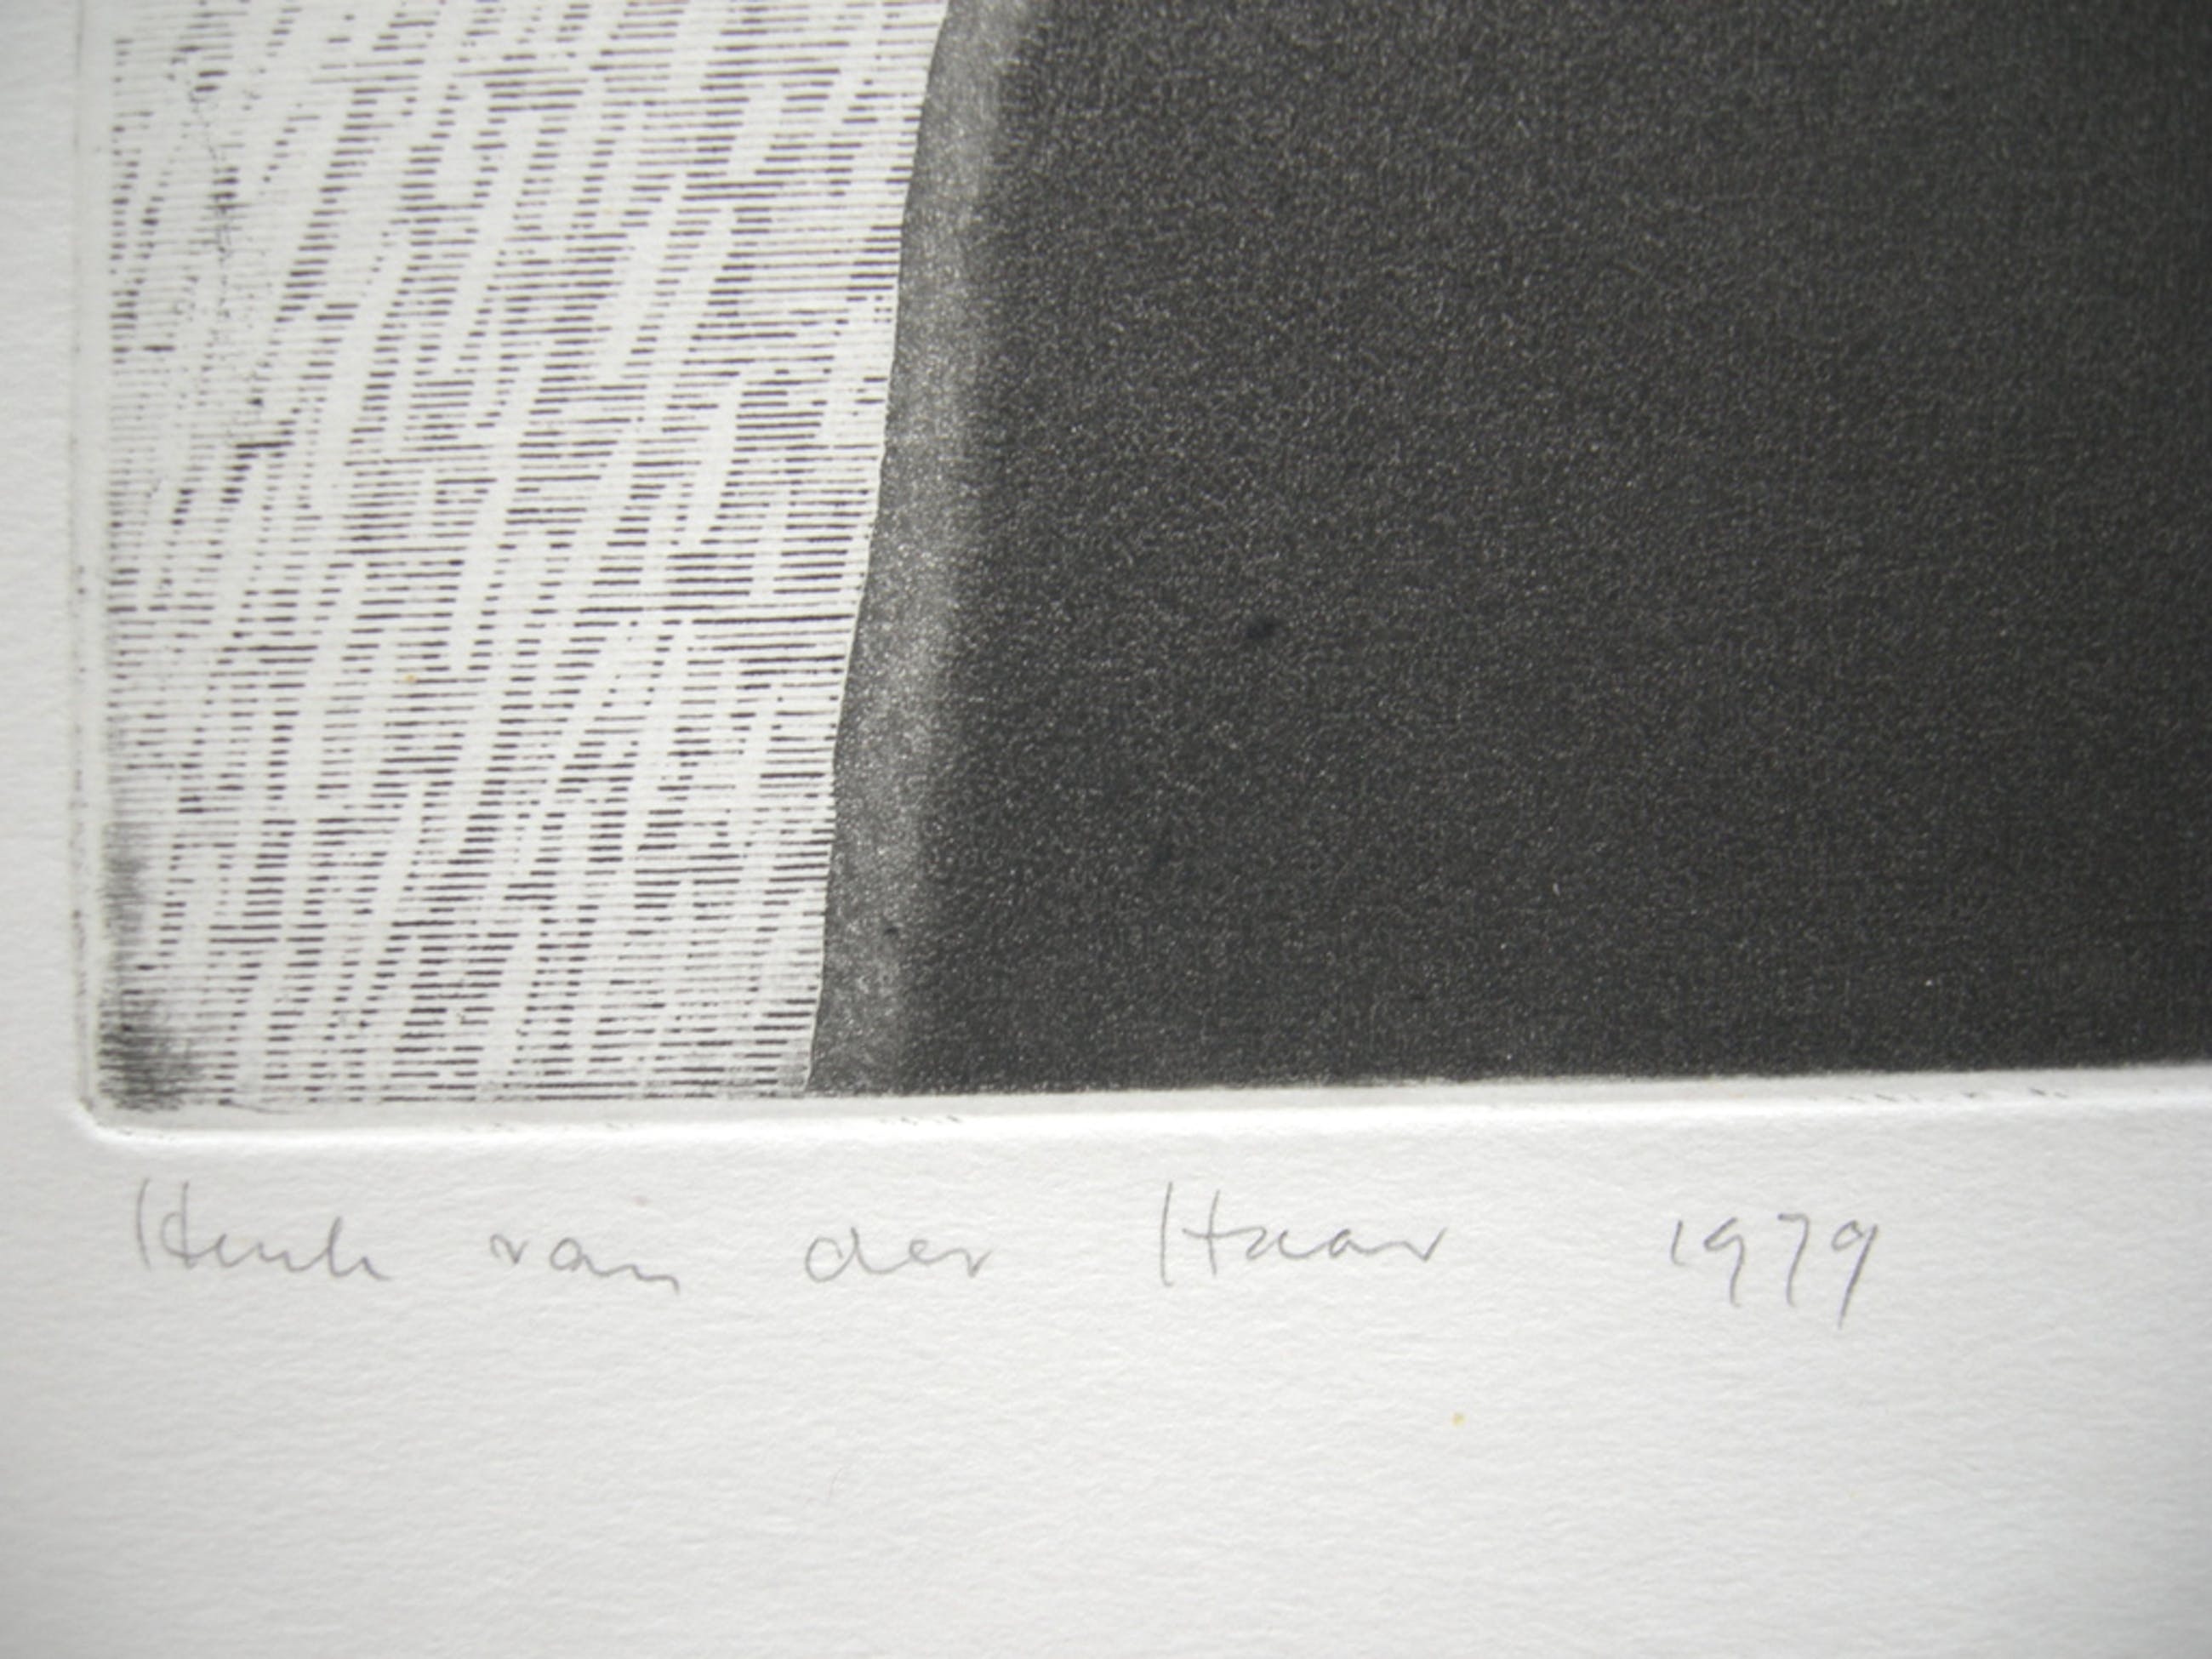 Henk van der Haar 1979